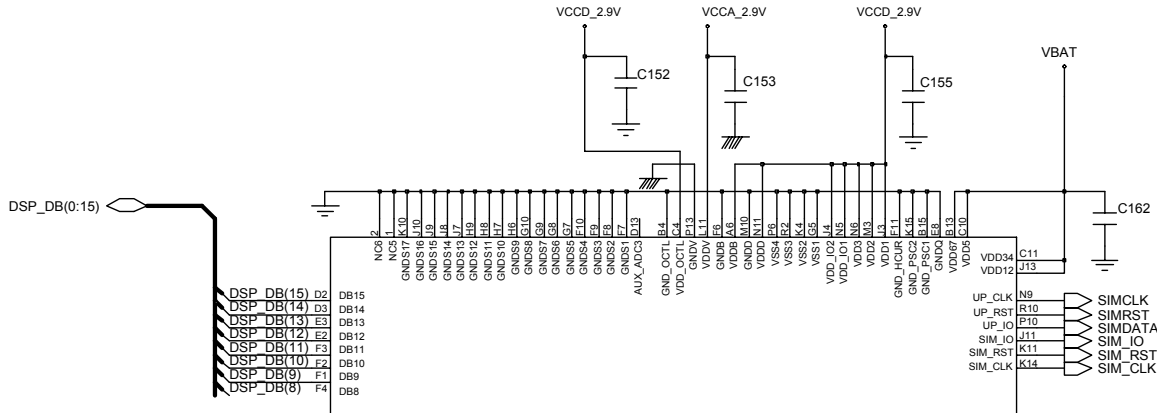 VCCD_2.9V
VCCA_2.9V
VCCD_2.9V
VBAT
C152
C153
C155
C162
DSP_DB(0:15)
2
1
K10
J10
J9
J8
J7
H9
H8
H7
H6
G10
G9
G8
G7
F10
F9
F8
F7
D13
B4
C4
P13
L11
F6
A6
M10
N11
P6
R2
K4
G5
J4
N5
N6
M3
J3
F11
K15
B15
E8
B13
C10
NC6
NC5
GNDS17
GNDS16
GNDS15
GNDS14
GNDS13
GNDS12
GNDS11
GNDS10
GNDS9
GNDS8
GNDS7
GNDS6
GNDS5
GNDS4
GNDS3
GNDS2
GNDS1
AUX_ADC3
GND_OCTL
VDD_OCTL
GNDV
VDDV
GNDB
VDDB
GNDD
VDDD
VSS4
VSS3
VSS2
VSS1
VDD_IO2
VDD_IO1
VDD3
VDD2
VDD1
GND_HCUR
GND_PSC2
GND_PSC1
GNDQ
VDD67
VDD5
VDD34 C11
VDD12 J13
DSP_DB(15) D2 DB15
DSP_DB(14) D3 DB14
DSP_DB(13) E3 DB13
DSP_DB(12) E2 DB12
DSP_DB(11) F3 DB11
DSP_DB(10) F2 DB10
DSP_DB(9) F1 DB9
DSP_DB(8) F4 DB8
UP_CLK N9 SIMCLK
UP_RST R10 SIMRST
UP_IO P10 SIMDATA
SIM_IO J11 SIM_IO
SIM_RST K11 SIM_RST
SIM_CLK K14 SIM_CLK